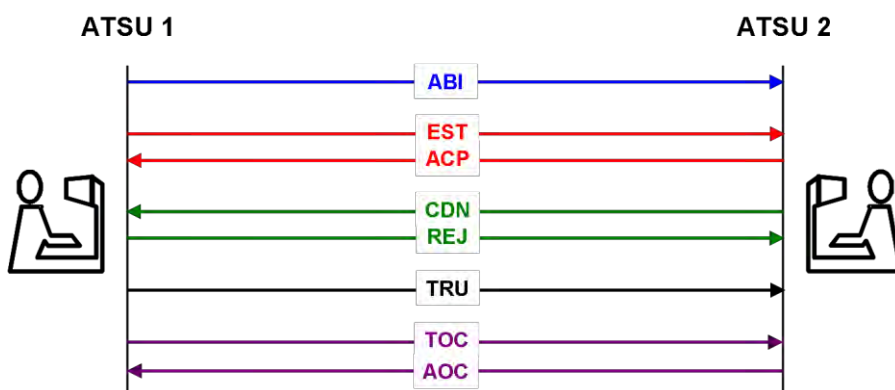 ATSU 1
ATSU 2
ABI
EST
ACP
CDN
REJ
TRU
TOC
AOC